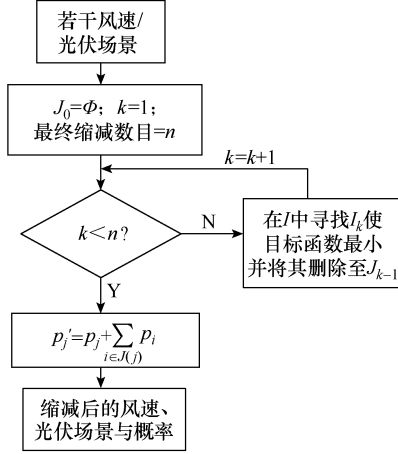 若干风速/
光伏场景
J₀=Φ；k=1；
最终缩减数目=n
k=k+1
k<n?
N
在I中寻找Iₖ使
目标函数最小
并将其删除至Jₖ₋₁
Y
pⱼ′=pⱼ+∑pᵢ
i∈J(j)
缩减后的风速、
光伏场景与概率